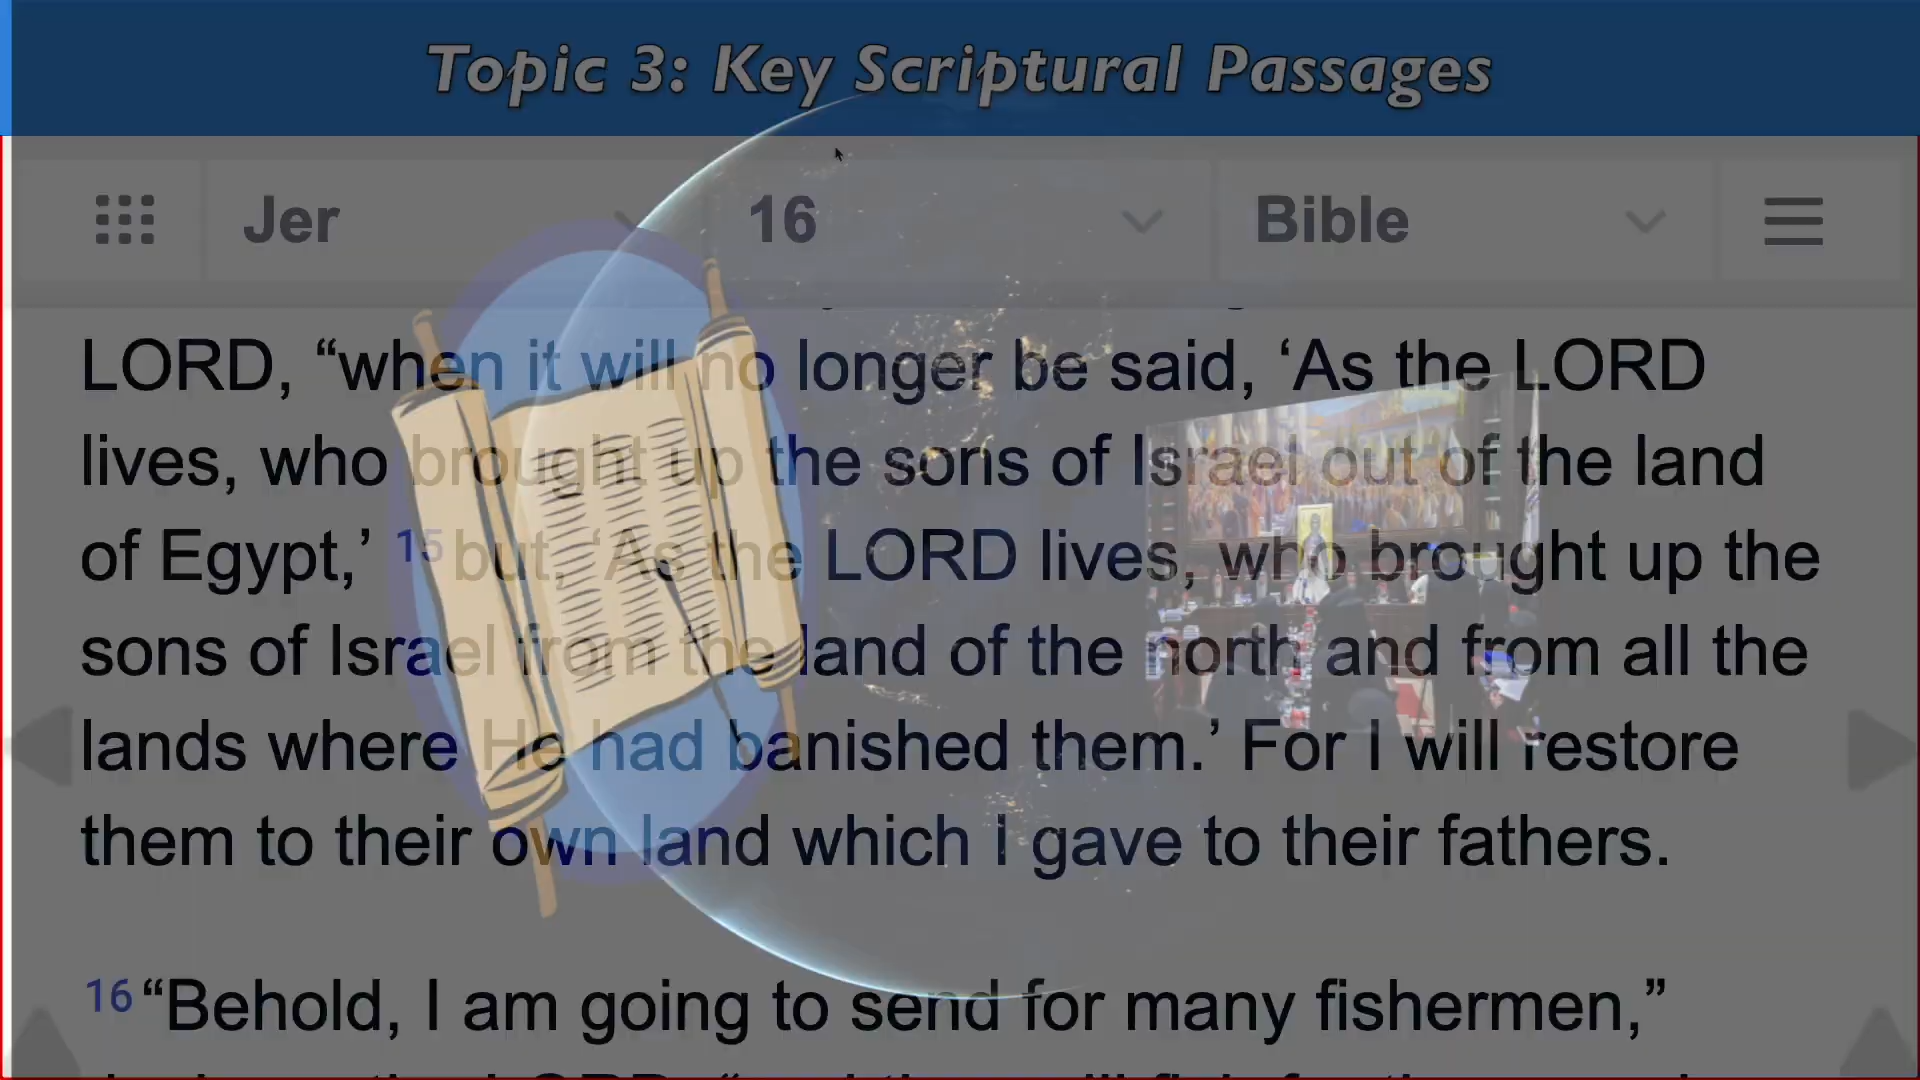 Topic 3: Key Scriptural Passages
Jer 16 Bible
LORD, “when it will no longer be said, ‘As the LORD
lives, who brought up the sons of Israel out of the land
of Egypt,’ 15 but, ‘As the LORD lives, who brought up the
sons of Israel from the land of the north and from all the
lands where He had banished them.’ For I will restore
them to their own land which I gave to their fathers.
16 “Behold, I am going to send for many fishermen,”